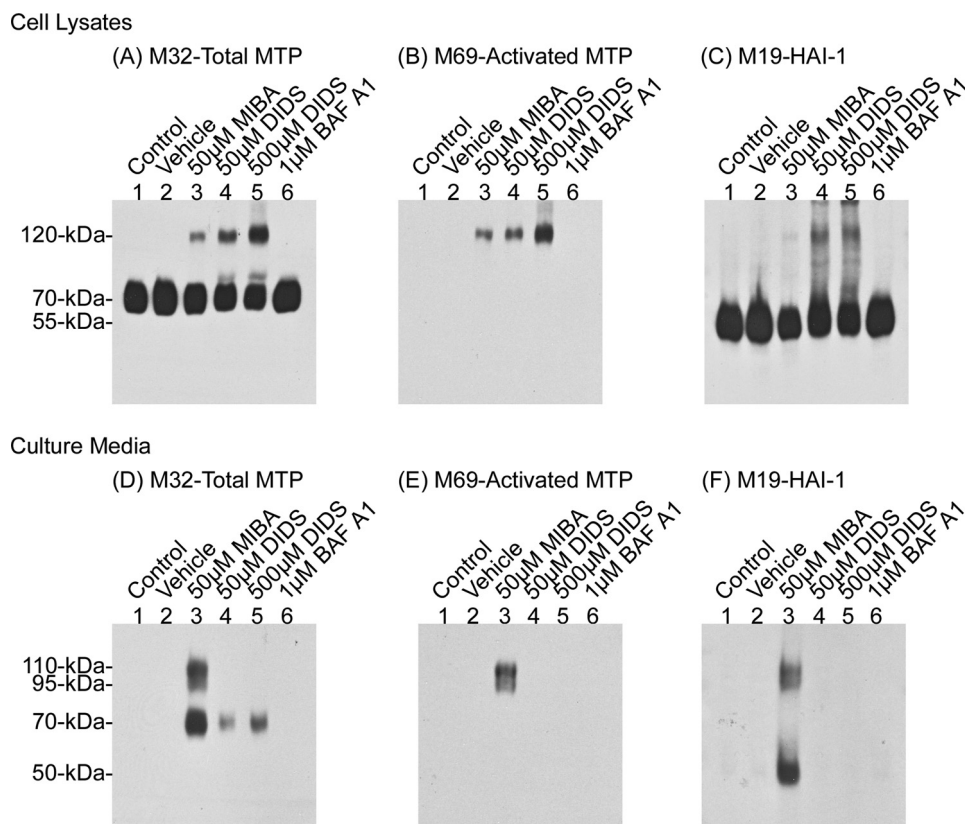 Cell Lysates
(A) M32-Total MTP
(B) M69-Activated MTP
(C) M19-HAI-1
Control
Vehicle
50µM MIBA
50µM DIDS
500µM DIDS
1µM BAF A1
Control
Vehicle
50µM MIBA
50µM DIDS
500µM DIDS
1µM BAF A1
Control
Vehicle
50µM MIBA
50µM DIDS
500µM DIDS
1µM BAF A1
1 2 3 4 5 6
1 2 3 4 5 6
1 2 3 4 5 6
120-kDa-
70-kDa-
55-kDa-
Culture Media
(D) M32-Total MTP
(E) M69-Activated MTP
(F) M19-HAI-1
Control
Vehicle
50µM MIBA
50µM DIDS
500µM DIDS
1µM BAF A1
Control
Vehicle
50µM MIBA
50µM DIDS
500µM DIDS
1µM BAF A1
Control
Vehicle
50µM MIBA
50µM DIDS
500µM DIDS
1µM BAF A1
1 2 3 4 5 6
1 2 3 4 5 6
1 2 3 4 5 6
110-kDa-
95-kDa-
70-kDa-
50-kDa-